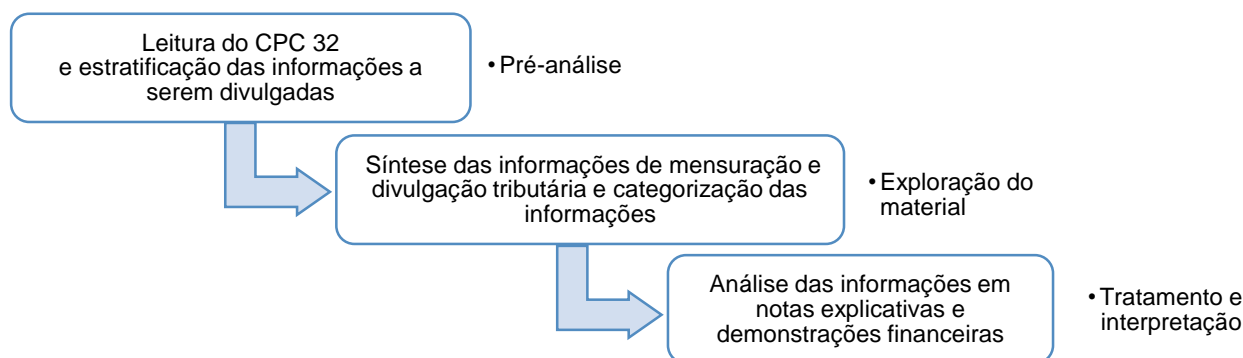 Leitura do CPC 32
e estratificação das informações a
serem divulgadas
• Pré-análise
Síntese das informações de mensuração e
divulgação tributária e categorização das
informações
• Exploração do
material
Análise das informações em
notas explicativas e
demonstrações financeiras
• Tratamento e
interpretação